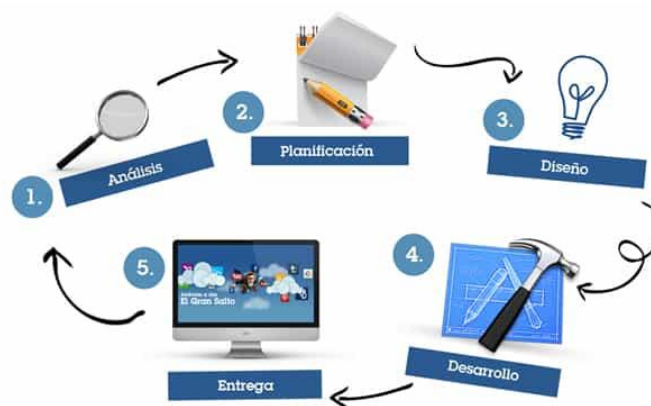 1.
Análisis
2.
Planificación
3.
Diseño
4.
Desarrollo
5.
El Gran Salto
Entrega